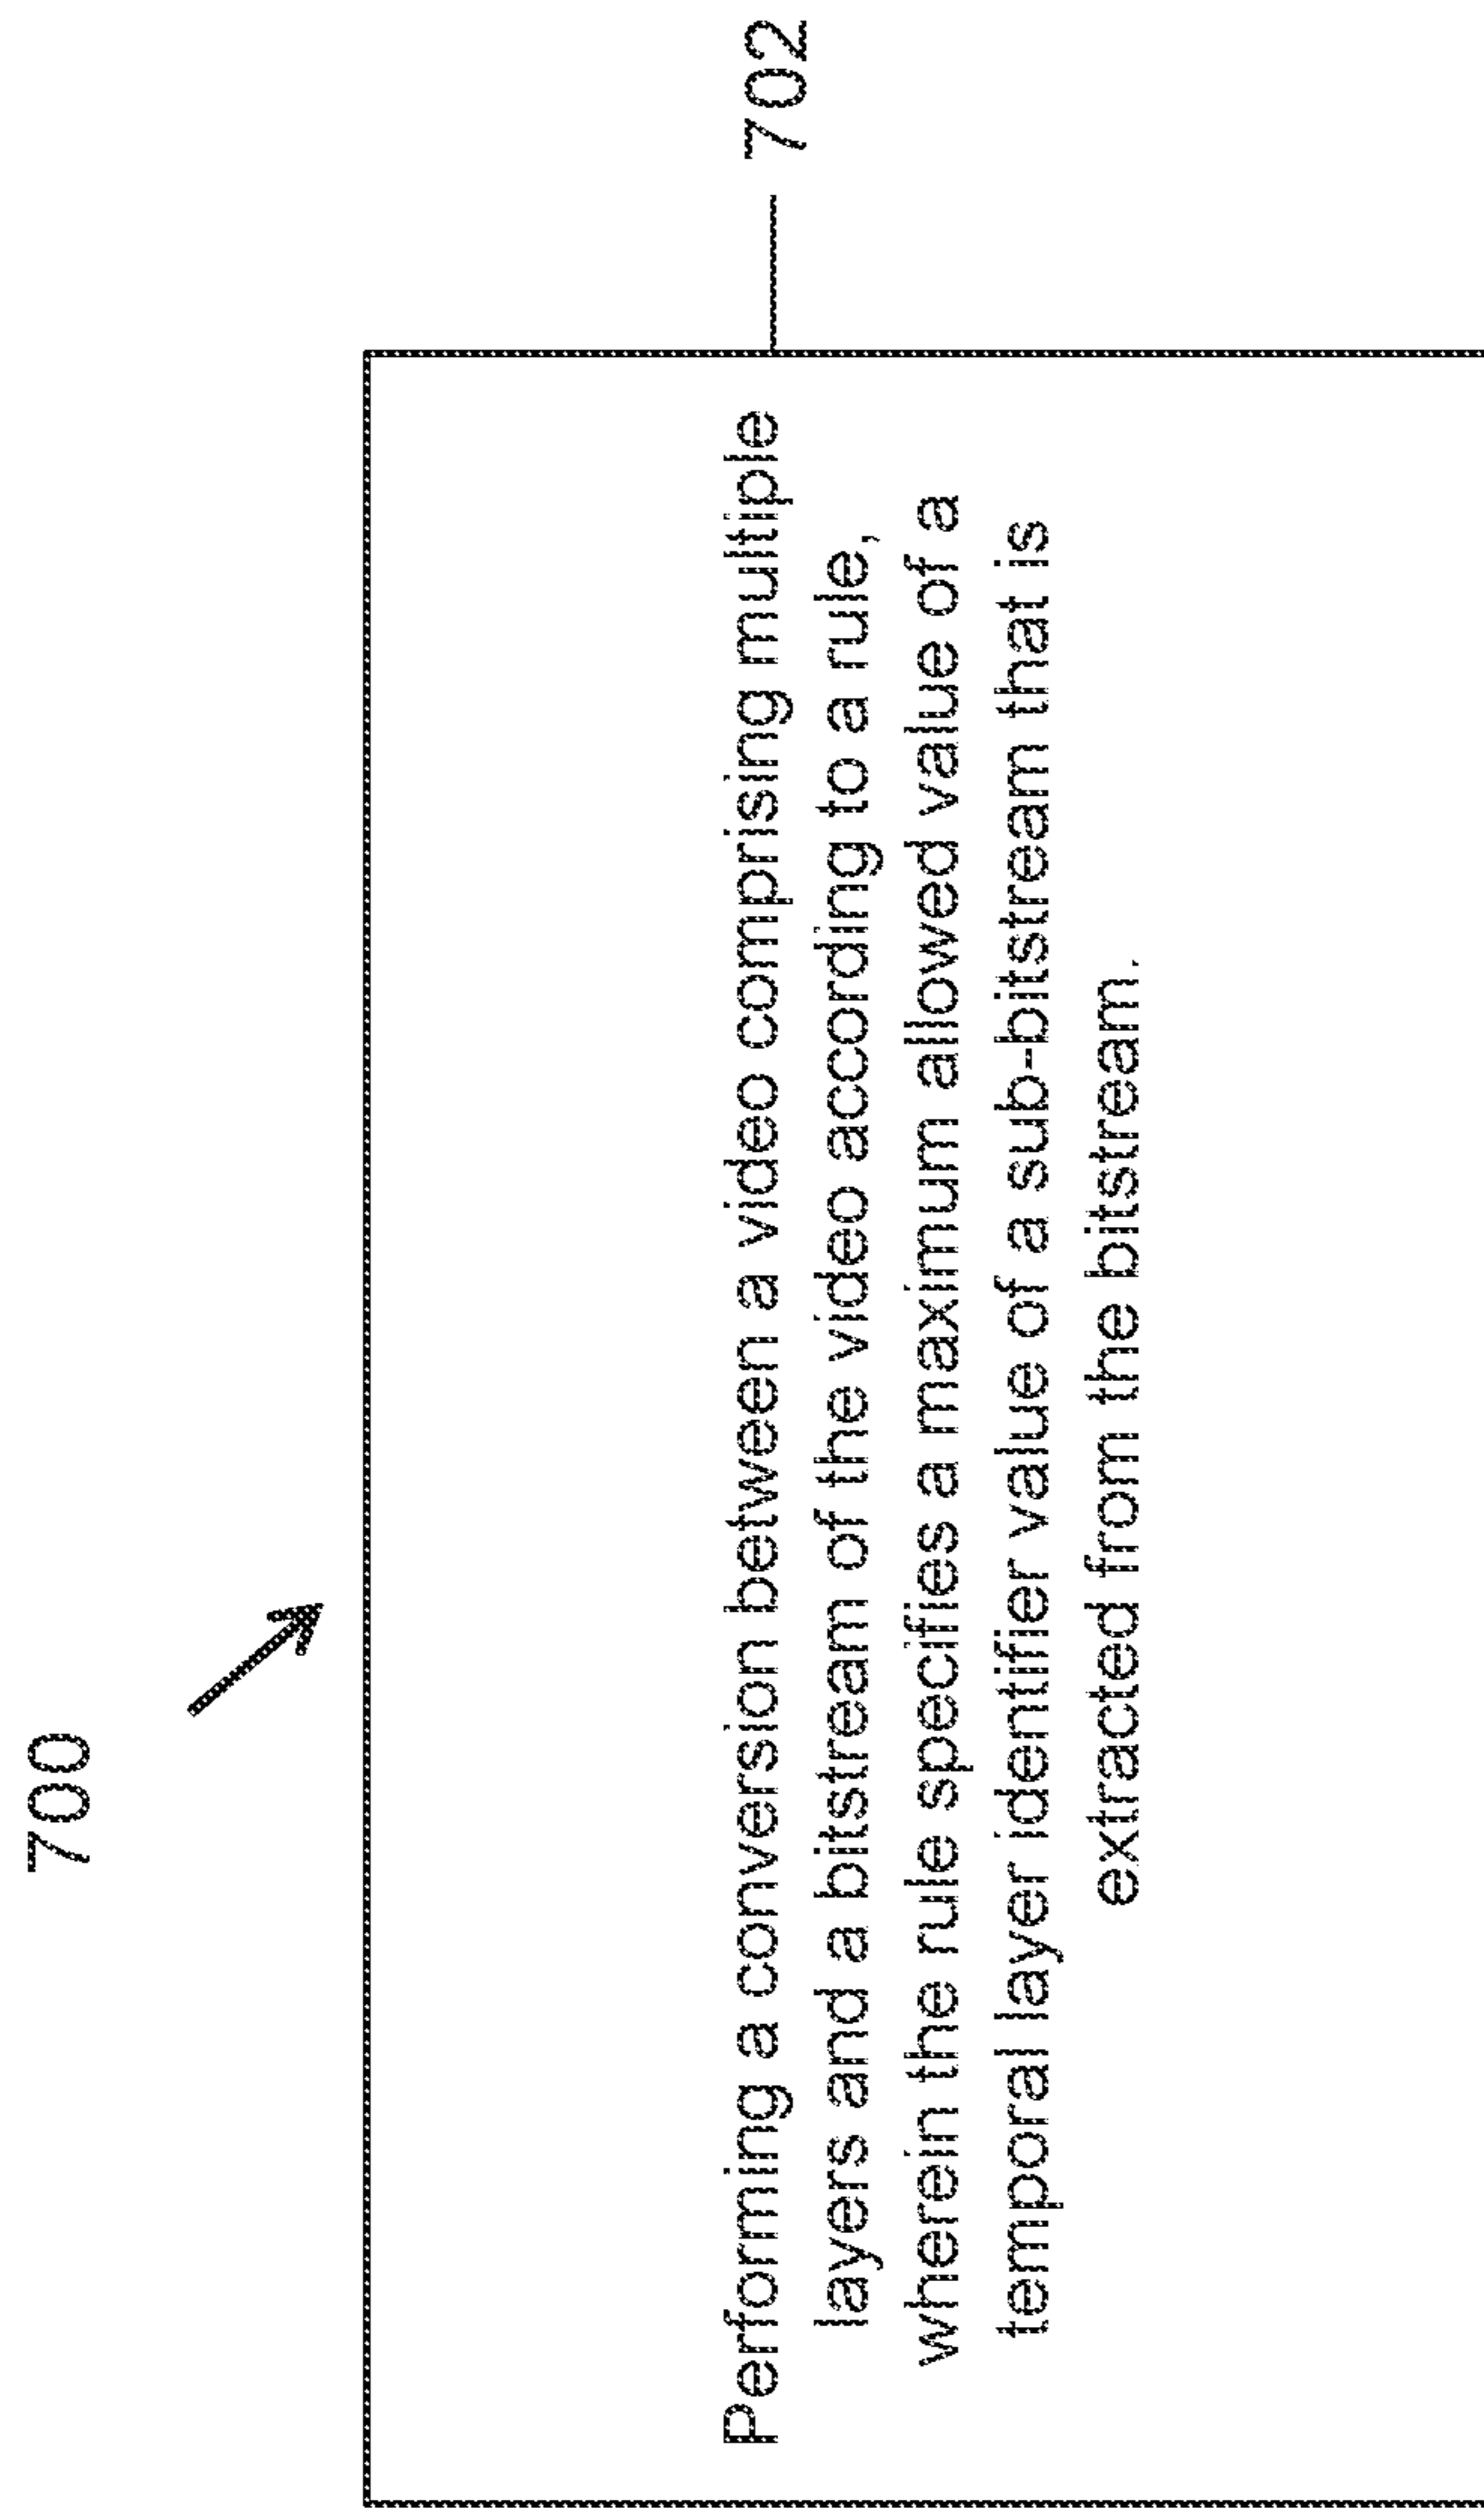 700
Performing a conversion between a video comprising multiple
layers and a bitstream of the video according to a rule,
wherein the rule specifies a maximum allowed value of a
temporal layer identifier value of a sub-bitstream that is
extracted from the bitstream.
702